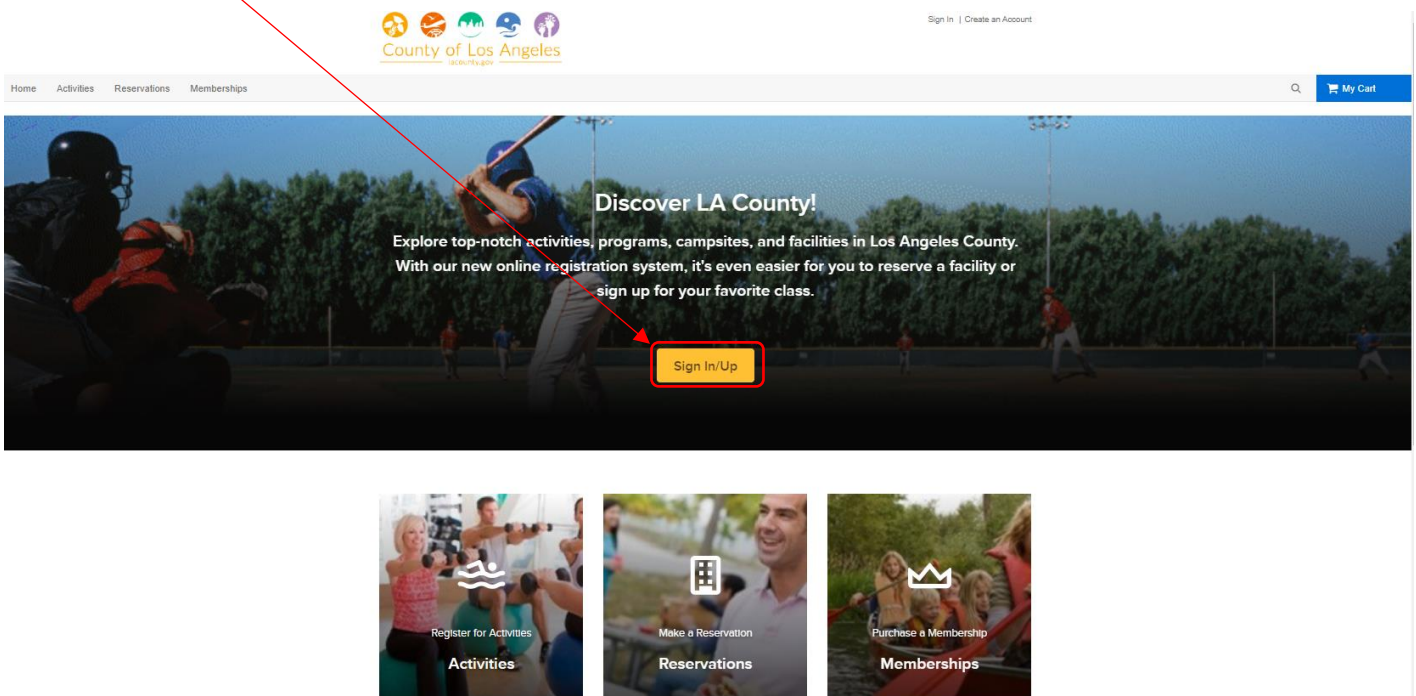 Sign In | Create an Account
County of Los Angeles
lacounty.gov
Home Activities Reservations Memberships
My Cart
Discover LA County!
Explore top-notch activities, programs, campsites, and facilities in Los Angeles County.
With our new online registration system, it's even easier for you to reserve a facility or
sign up for your favorite class.
Sign In/Up
Register for Activities
Activities
Make a Reservation
Reservations
Purchase a Membership
Memberships